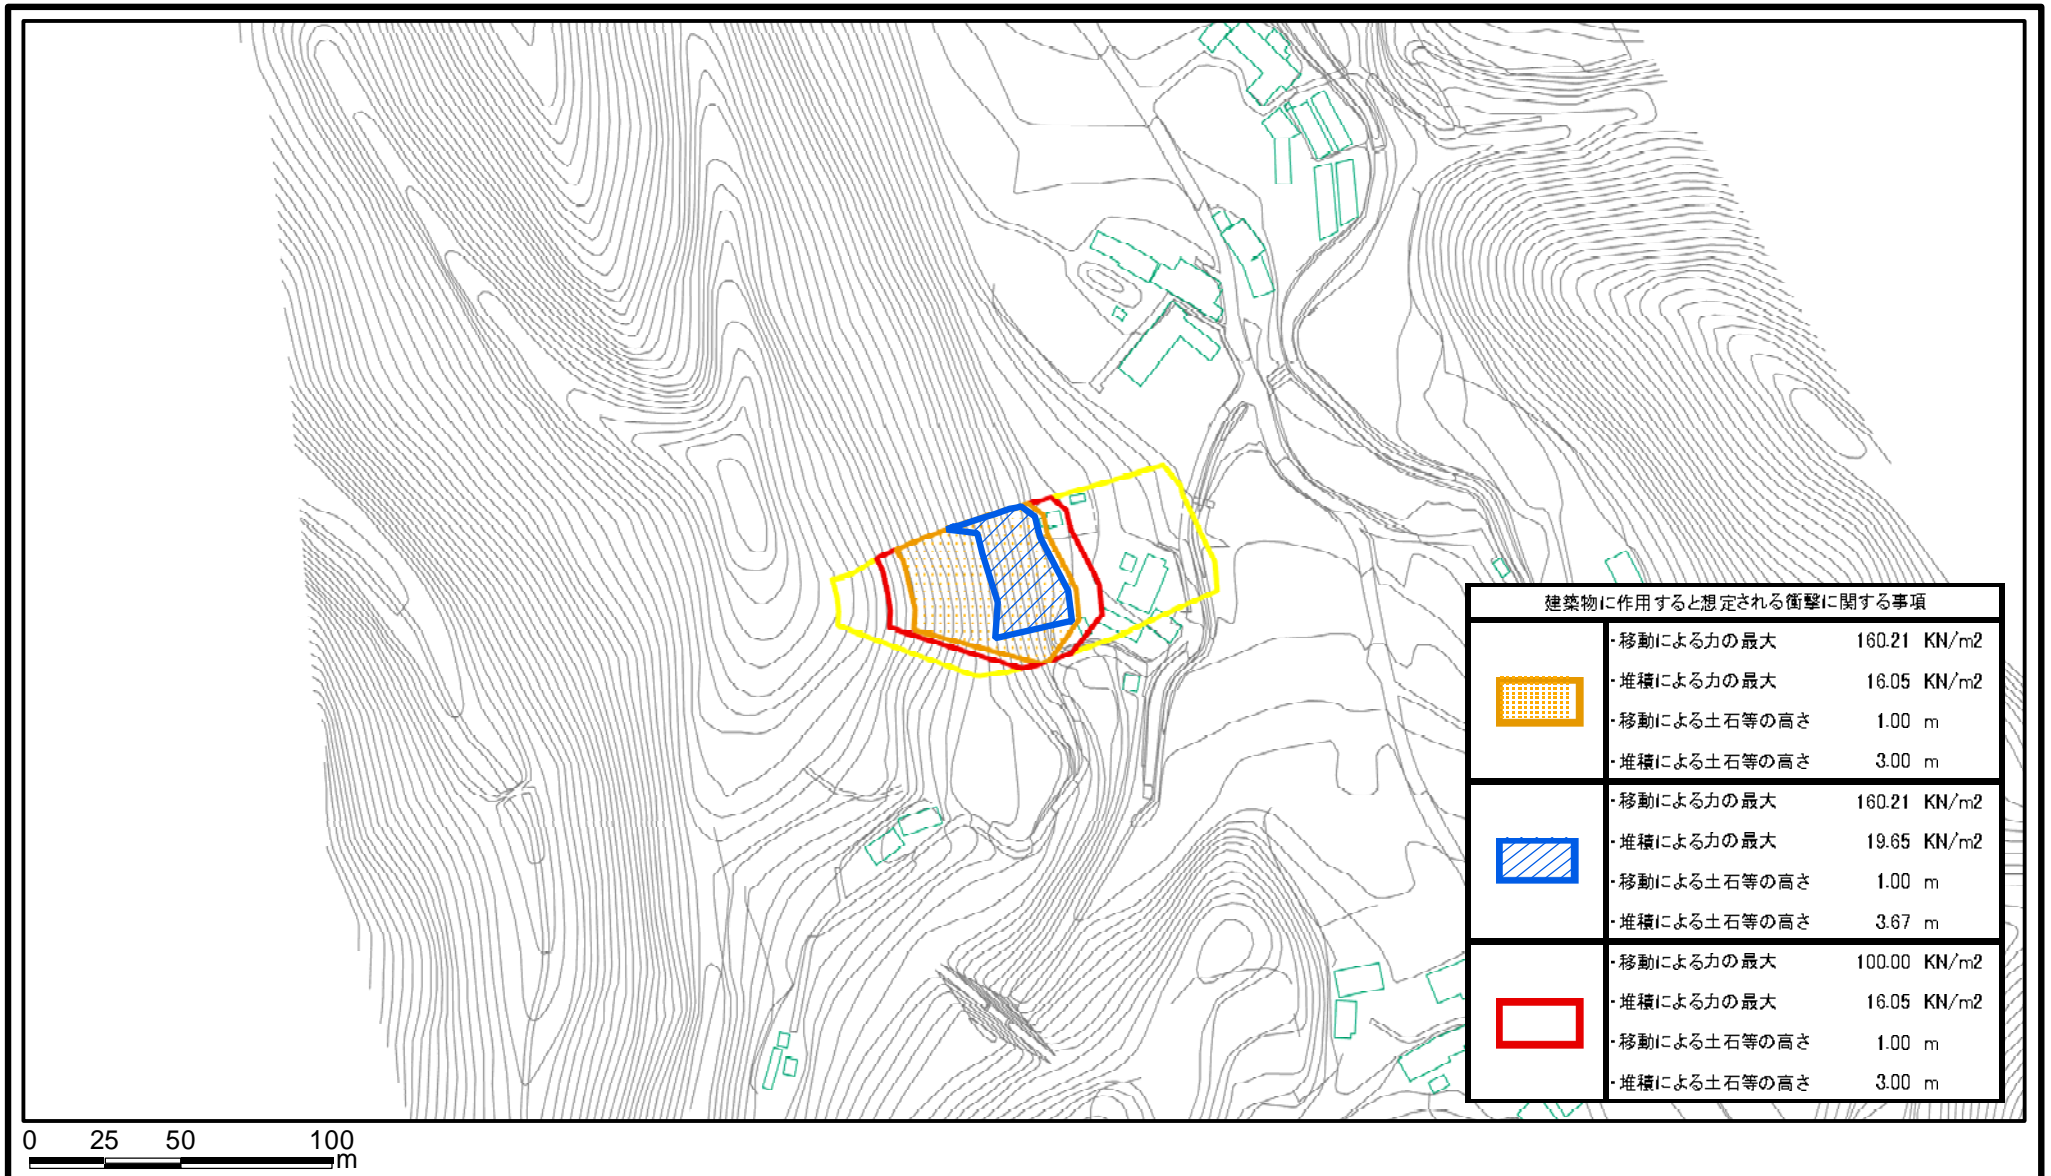 建築物に作用すると想定される衝撃に関する事項
・移動による力の最大 160.21 KN/m2
・堆積による力の最大 16.05 KN/m2
・移動による土石等の高さ 1.00 m
・堆積による土石等の高さ 3.00 m
・移動による力の最大 160.21 KN/m2
・堆積による力の最大 19.65 KN/m2
・移動による土石等の高さ 1.00 m
・堆積による土石等の高さ 3.67 m
・移動による力の最大 100.00 KN/m2
・堆積による力の最大 16.05 KN/m2
・移動による土石等の高さ 1.00 m
・堆積による土石等の高さ 3.00 m
0 25 50 100
m